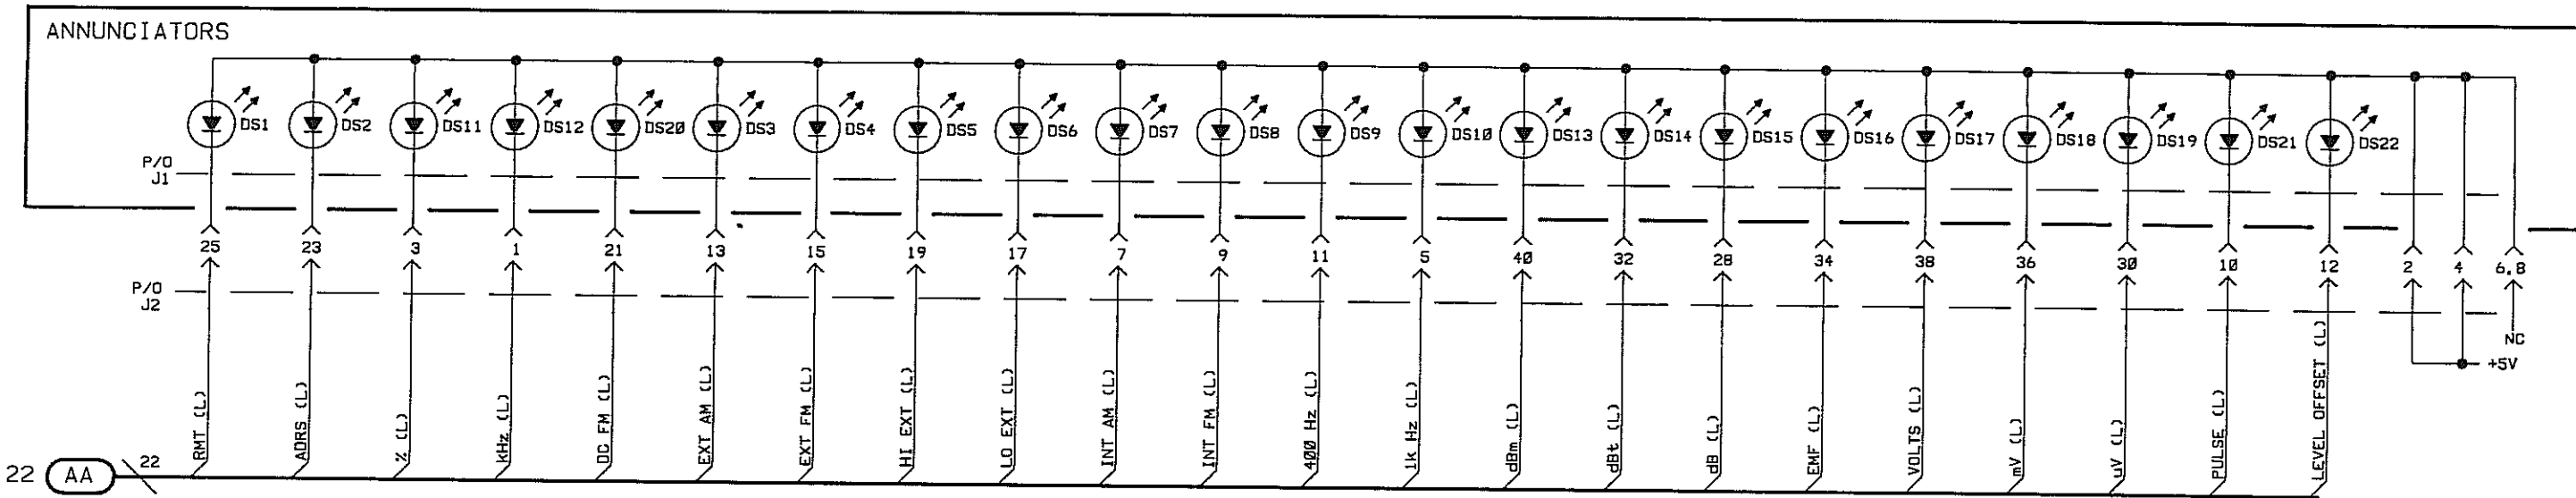 ANNUNCIATORS
DS1 DS2 DS11 DS12 DS20 DS3 DS4 DS5 DS6 DS7 DS8 DS9 DS10 DS13 DS14 DS15 DS16 DS17 DS18 DS19 DS21 DS22
P/O
J1
25 23 3 1 21 13 15 19 17 7 9 11 5 40 32 28 34 38 36 30 10 12 2 4 6,8
P/O
J2
NC
+5V
RMT (L)
ADRS (L)
% (L)
kHz (L)
DC FM (L)
EXT AM (L)
EXT FM (L)
HI EXT (L)
LO EXT (L)
INT AM (L)
INT FM (L)
400 Hz (L)
1k Hz (L)
dBm (L)
dBt (L)
dB (L)
EMF (L)
VOLTS (L)
mV (L)
uV (L)
PULSE (L)
LEVEL OFFSET (L)
22 AA 22